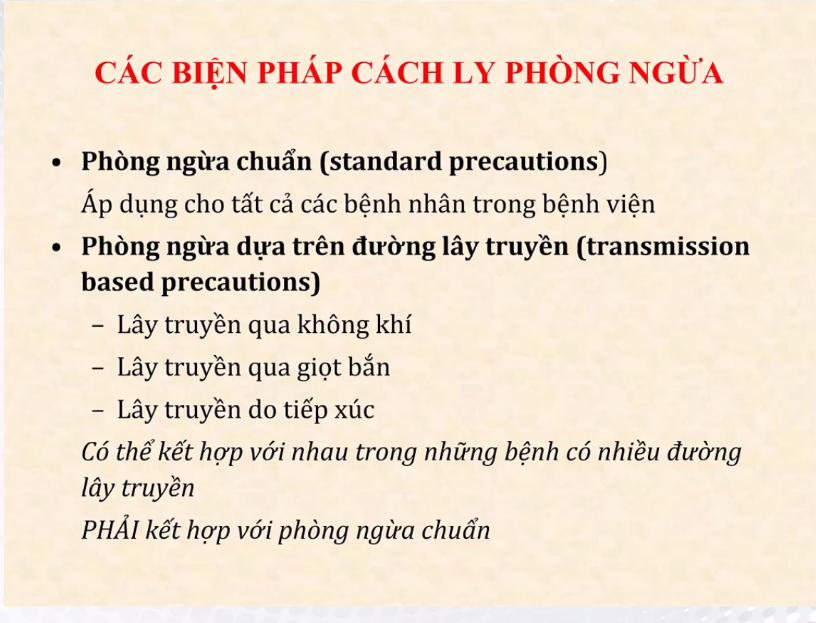 CÁC BIỆN PHÁP CÁCH LY PHÒNG NGỪA
• Phòng ngừa chuẩn (standard precautions)
Áp dụng cho tất cả các bệnh nhân trong bệnh viện
• Phòng ngừa dựa trên đường lây truyền (transmission
based precautions)
– Lây truyền qua không khí
– Lây truyền qua giọt bắn
– Lây truyền do tiếp xúc
Có thể kết hợp với nhau trong những bệnh có nhiều đường
lây truyền
PHẢI kết hợp với phòng ngừa chuẩn